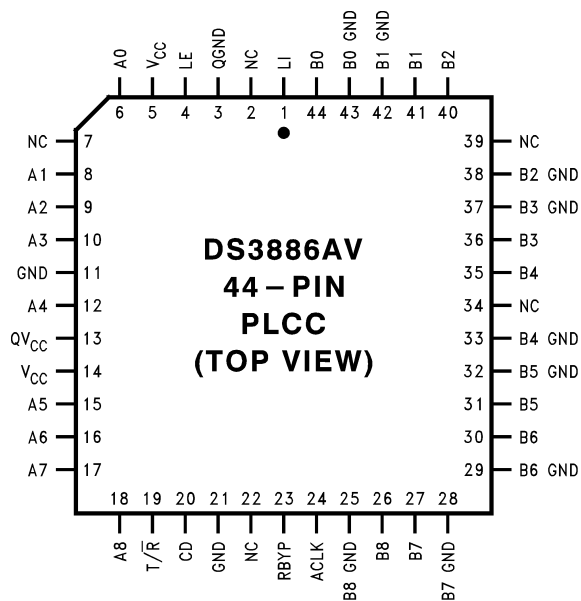 A0 VCC LE QGND NC LI B0 B0 GND B1 GND B1 B2
6 5 4 3 2 1 44 43 42 41 40
NC 7 39 NC
A1 8 38 B2 GND
A2 9 37 B3 GND
A3 10 36 B3
GND 11 35 B4
A4 12 34 NC
QVCC 13 33 B4 GND
VCC 14 32 B5 GND
A5 15 31 B5
A6 16 30 B6
A7 17 29 B6 GND
DS3886AV
44–PIN
PLCC
(TOP VIEW)
18 19 20 21 22 23 24 25 26 27 28
A8 T/R̅ CD GND NC RBYP ACLK B8 GND B8 B7 B7 GND